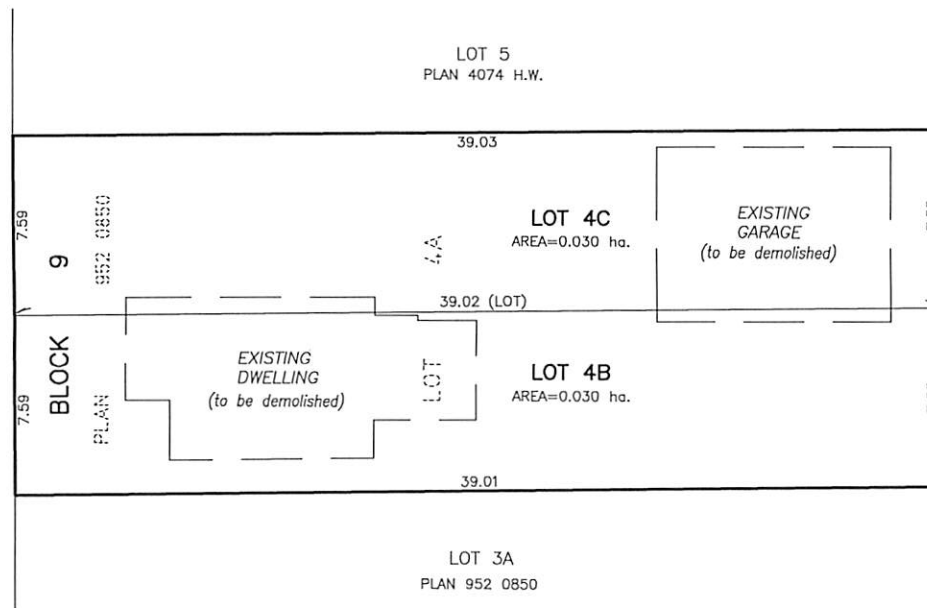 LOT 5
PLAN 4074 H.W.
39.03
7.59
BLOCK 9
PLAN 952 0850
LOT 4A
LOT 4C
AREA=0.030 ha.
EXISTING
GARAGE
(to be demolished)
39.02 (LOT)
7.59
EXISTING
DWELLING
(to be demolished)
LOT 4B
AREA=0.030 ha.
39.01
LOT 3A
PLAN 952 0850